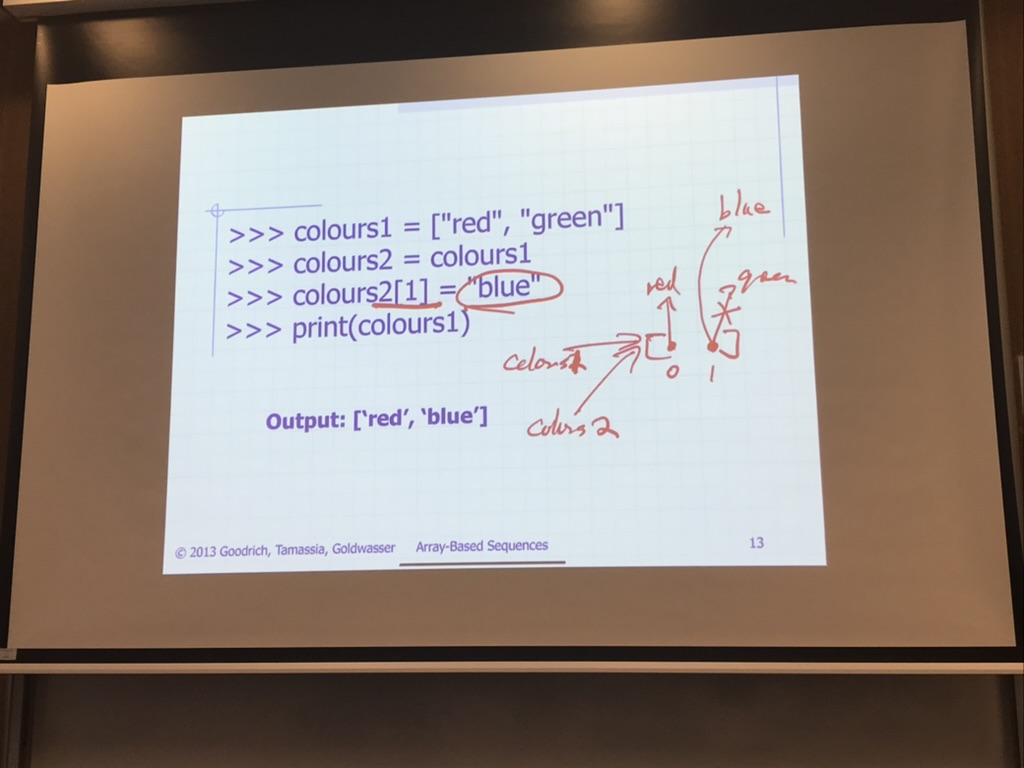 >>> colours1 = ["red", "green"]
>>> colours2 = colours1
>>> colours2[1] = "blue"
>>> print(colours1)
Output: [‘red’, ‘blue’]
blue
red green
0 1
colours1
colours2
© 2013 Goodrich, Tamassia, Goldwasser Array-Based Sequences 13